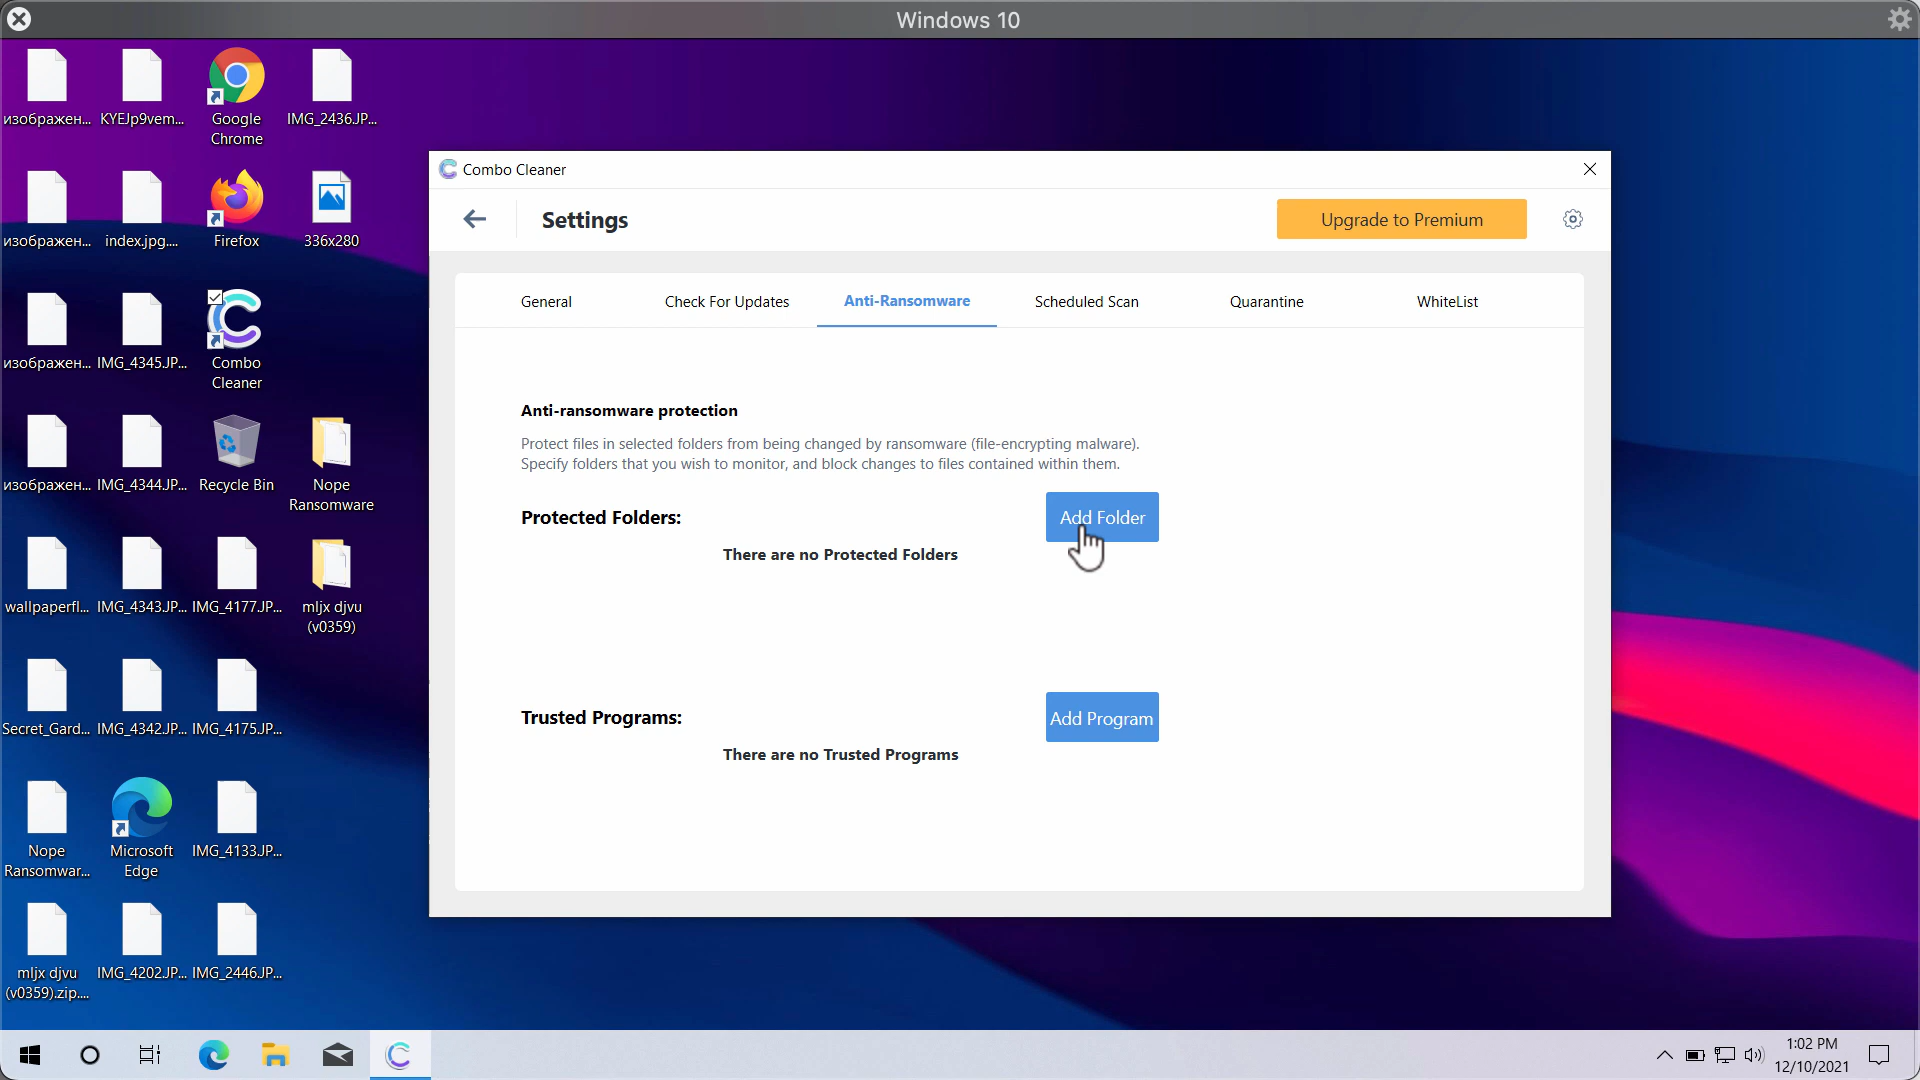 Windows 10
изображен...
KYEJp9vem...
Google
Chrome
IMG_2436.JP...
изображен...
index.jpg....
Firefox
336x280
изображен...
IMG_4345.JP...
Combo
Cleaner
изображен...
IMG_4344.JP...
Recycle Bin
Nope
Ransomware
wallpaperfl...
IMG_4343.JP...
IMG_4177.JP...
mljx djvu
(v0359)
Secret_Gard...
IMG_4342.JP...
IMG_4175.JP...
Nope
Ransomwar...
Microsoft
Edge
IMG_4133.JP...
mljx djvu
(v0359).zip....
IMG_4202.JP...
IMG_2446.JP...
Combo Cleaner
Settings
Upgrade to Premium
General
Check For Updates
Anti-Ransomware
Scheduled Scan
Quarantine
WhiteList
Anti-ransomware protection
Protect files in selected folders from being changed by ransomware (file-encrypting malware).
Specify folders that you wish to monitor, and block changes to files contained within them.
Protected Folders:
Add Folder
There are no Protected Folders
Trusted Programs:
Add Program
There are no Trusted Programs
1:02 PM
12/10/2021